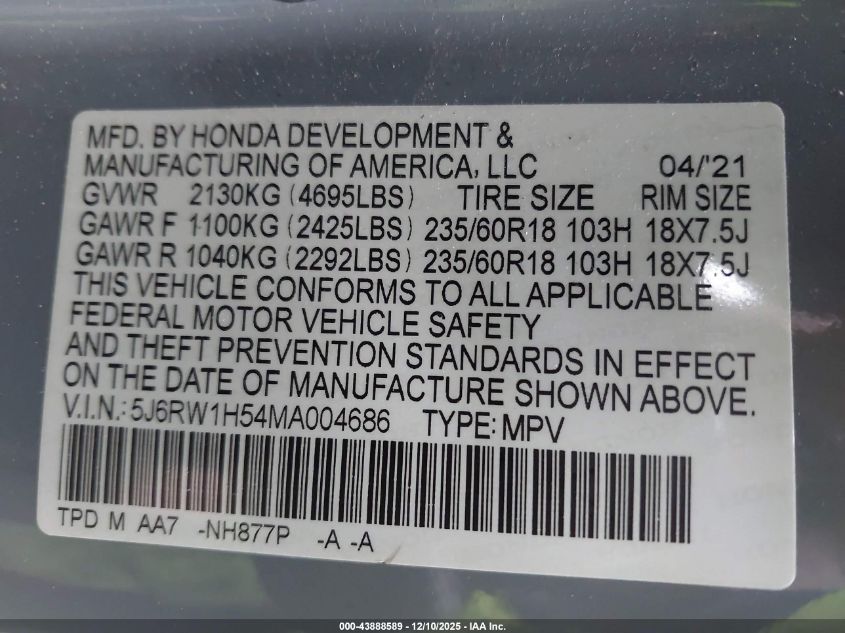 MFD. BY HONDA DEVELOPMENT &
MANUFACTURING OF AMERICA, LLC 04/'21
GVWR 2130KG (4695LBS) TIRE SIZE RIM SIZE
GAWR F 1100KG (2425LBS) 235/60R18 103H 18X7.5J
GAWR R 1040KG (2292LBS) 235/60R18 103H 18X7.5J
THIS VEHICLE CONFORMS TO ALL APPLICABLE
FEDERAL MOTOR VEHICLE SAFETY
AND THEFT PREVENTION STANDARDS IN EFFECT
ON THE DATE OF MANUFACTURE SHOWN ABOVE.
V.I.N.: 5J6RW1H54MA004686 TYPE: MPV
TPD M AA7 -NH877P -A -A
000-43888589 - 12/10/2025 - IAA Inc.